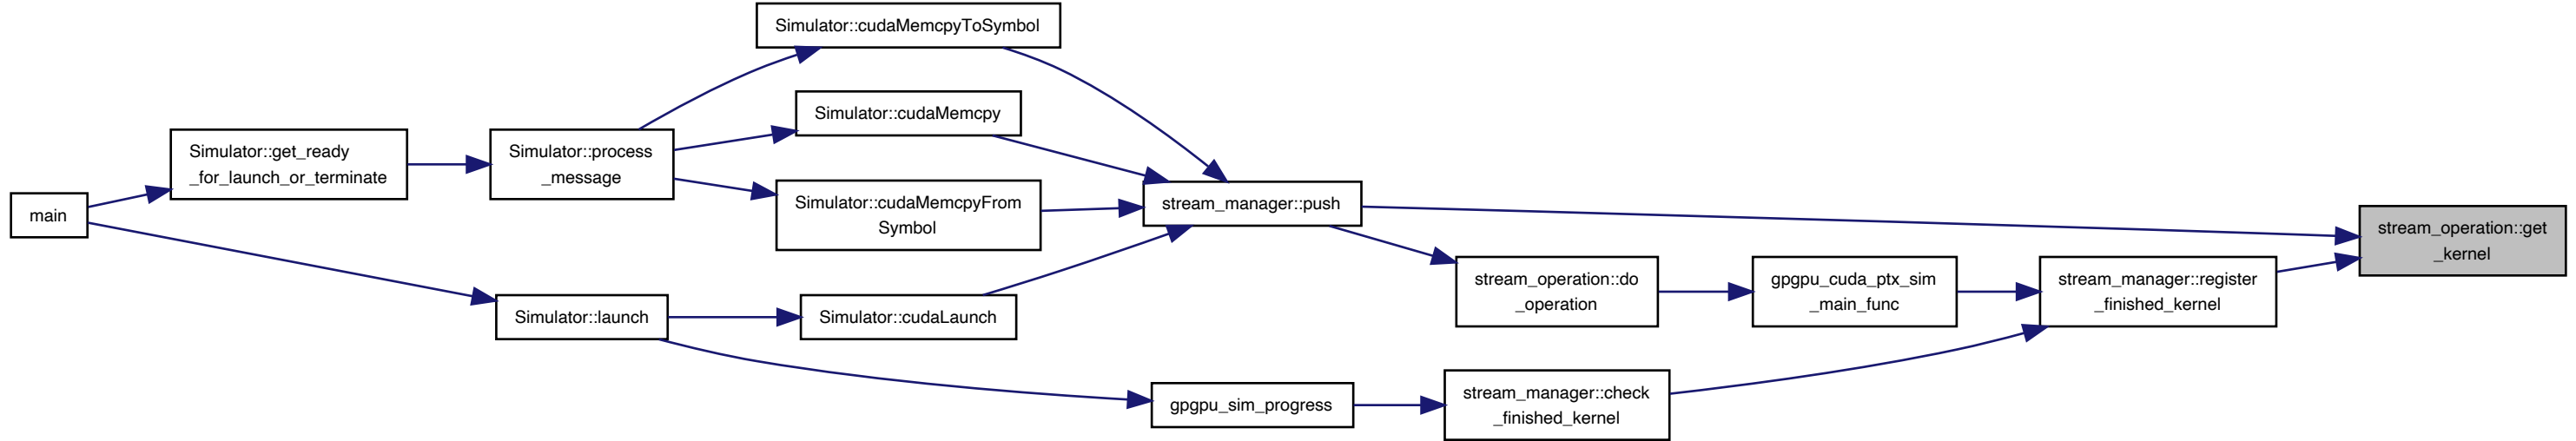 main
Simulator::get_ready
_for_launch_or_terminate
Simulator::process
_message
Simulator::cudaMemcpyToSymbol
Simulator::cudaMemcpy
Simulator::cudaMemcpyFrom
Symbol
Simulator::launch
Simulator::cudaLaunch
stream_manager::push
gpgpu_sim_progress
stream_operation::do
_operation
stream_manager::check
_finished_kernel
gpgpu_cuda_ptx_sim
_main_func
stream_manager::register
_finished_kernel
stream_operation::get
_kernel